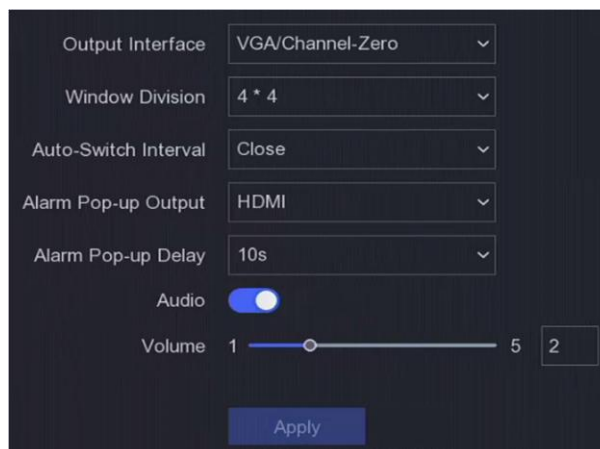 Output Interface VGA/Channel-Zero
Window Division 4 * 4
Auto-Switch Interval Close
Alarm Pop-up Output HDMI
Alarm Pop-up Delay 10s
Audio
Volume 1 5 2
Apply